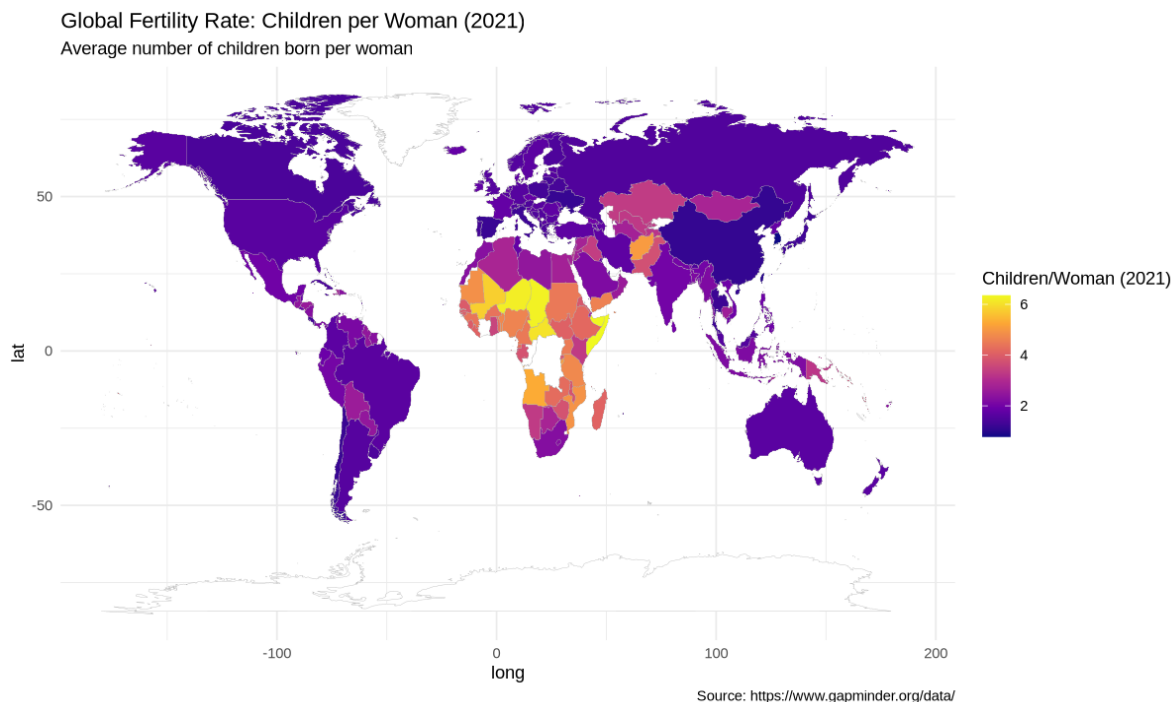 Global Fertility Rate: Children per Woman (2021)
Average number of children born per woman
50
0
-50
lat
-100
0
100
200
long
Children/Woman (2021)
6
4
2
Source: https://www.gapminder.org/data/